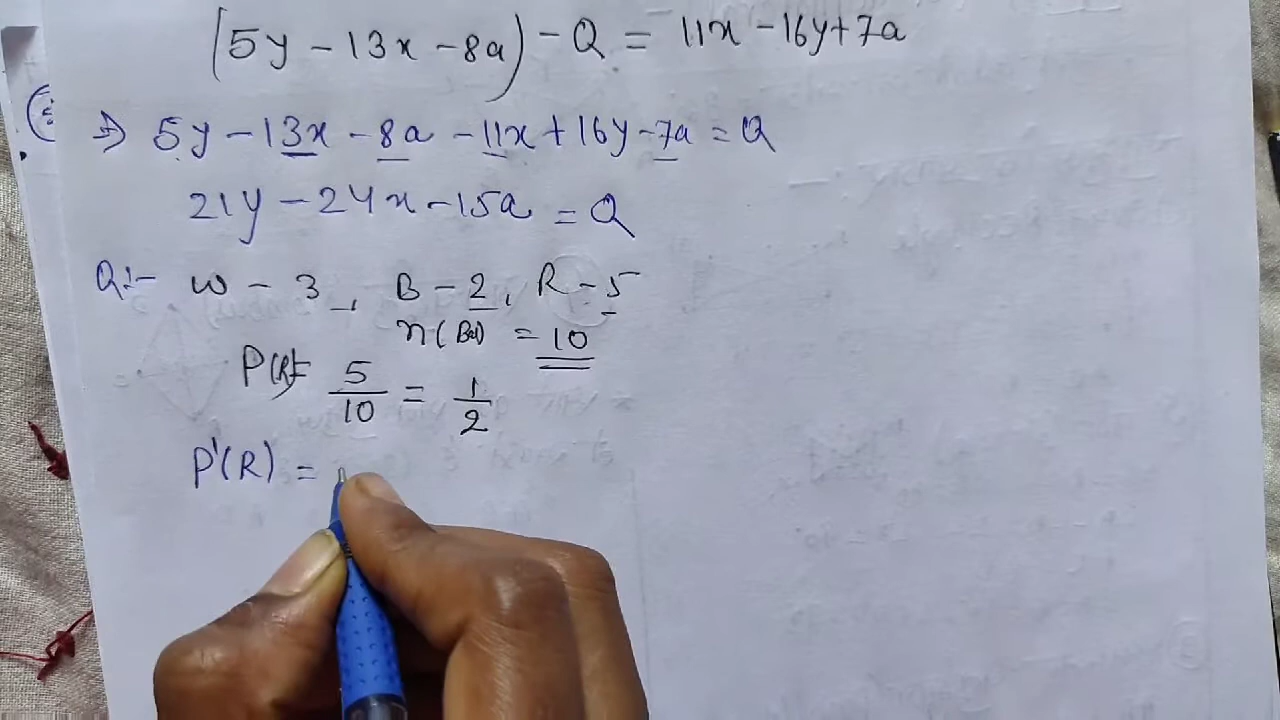 (5y - 13x - 8a) - Q = 11x - 16y + 7a
⇒ 5y - 13x - 8a - 11x + 16y - 7a = Q
21y - 24x - 15a = Q
Q:- W - 3, B - 2, R - 5
n( ) = 10
P(R) = 5/10 = 1/2
P'(R) =